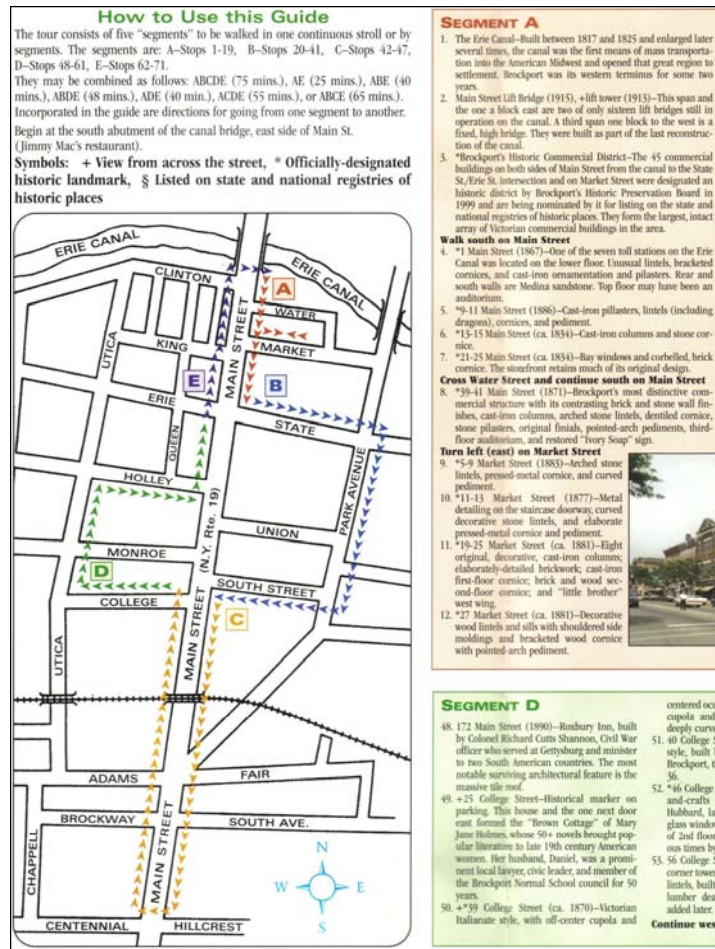 How to Use this Guide
The tour consists of five "segments" to be walked in one continuous stroll or by
segments. The segments are: A–Stops 1-19, B–Stops 20-41, C–Stops 42-47,
D–Stops 48-61, E–Stops 62-71.
They may be combined as follows: ABCDE (75 mins.), AE (25 mins.), ABE (40
mins.), ABDE (48 mins.), ADE (40 min.), ACDE (55 mins.), or ABCE (65 mins.).
Incorporated in the guide are directions for going from one segment to another.
Begin at the south abutment of the canal bridge, east side of Main St.
(Jimmy Mac's restaurant).
Symbols: + View from across the street, * Officially-designated
historic landmark, § Listed on state and national registries of
historic places
ERIE CANAL
ERIE CANAL
CLINTON
A
WATER
UTICA
MAIN STREET
KING
MARKET
E
B
ERIE
STATE
QUEEN
PARK AVENUE
HOLLEY
(N.Y. Rte. 19)
UNION
MONROE
D
SOUTH STREET
COLLEGE
C
MAIN STREET
UTICA
ADAMS
FAIR
BROCKWAY
SOUTH AVE.
MAIN STREET
CHAPPELL
N
W
E
S
CENTENNIAL
HILLCREST
SEGMENT A
1. The Erie Canal–Built between 1817 and 1825 and enlarged later
several times, the canal was the first means of mass transporta-
tion into the American Midwest and opened that great region to
settlement. Brockport was its western terminus for some two
years.
2. Main Street Lift Bridge (1915), +lift tower (1913)–This span and
the one a block east are two of only sixteen lift bridges still in
operation on the canal. A third span one block to the west is a
fixed, high bridge. They were built as part of the last reconstruc-
tion of the canal.
3. *Brockport's Historic Commercial District–The 45 commercial
buildings on both sides of Main Street from the canal to the State
St./Erie St. intersection and on Market Street were designated an
historic district by Brockport's Historic Preservation Board in
1999 and are being nominated by it for listing on the state and
national registries of historic places. They form the largest, intact
array of Victorian commercial buildings in the area.
Walk south on Main Street
4. *1 Main Street (1867)–One of the seven toll stations on the Erie
Canal was located on the lower floor. Unusual lintels, bracketed
cornices, and cast-iron ornamentation and pilasters. Rear and
south walls are Medina sandstone. Top floor may have been an
auditorium.
5. *9-11 Main Street (1886)–Cast-iron pillasters, lintels (including
dragons), cornices, and pediment.
6. *13-15 Main Street (ca. 1834)–Cast-iron columns and stone cor-
nice.
7. *21-25 Main Street (ca. 1834)–Bay windows and corbelled, brick
cornice. The storefront retains much of its original design.
Cross Water Street and continue south on Main Street
8. *39-41 Main Street (1871)–Brockport's most distinctive com-
mercial structure with its contrasting brick and stone wall fin-
ishes, cast-iron columns, arched stone lintels, dentiled cornice,
stone pilasters, original finials, pointed-arch pediments, third-
floor auditorium, and restored "Ivory Soap" sign.
Turn left (east) on Market Street
9. *5-9 Market Street (1883)–Arched stone
lintels, pressed-metal cornice, and curved
pediment.
10. *11-13 Market Street (1877)–Metal
detailing on the staircase doorway, curved
decorative stone lintels, and elaborate
pressed-metal cornice and pediment.
11. *19-25 Market Street (ca. 1881)–Eight
original, decorative, cast-iron columns;
elaborately-detailed brickwork; cast-iron
first-floor cornice; brick and wood sec-
ond-floor cornice; and "little brother"
west wing.
12. *27 Market Street (ca. 1881)–Decorative
wood lintels and sills with shouldered side
moldings and bracketed wood cornice
with pointed-arch pediment.
SEGMENT D
48. 172 Main Street (1890)–Roxbury Inn, built
by Colonel Richard Cutts Shannon, Civil War
officer who served at Gettysburg and minister
to two South American countries. The most
notable surviving architectural feature is the
massive tile roof.
49. +25 College Street–Historical marker on
parking. This house and the one next door
east formed the "Brown Cottage" of Mary
Jane Holmes, whose 50+ novels brought pop-
ular literature to late 19th century American
women. Her husband, Daniel, was a promi-
nent local lawyer, civic leader, and member of
the Brockport Normal School council for 50
years.
50. +*39 College Street (ca. 1870)–Victorian
Italianate style, with off-center cupola and
centered
cupola and
deeply
51. 40 College
style, built
Brockport,
36.
52. *46 College
and-crafts
Hubbard,
glass
of 2nd floor
ous times by
53. 56 College
corner
lintels, built
lumber
added later.
Continue